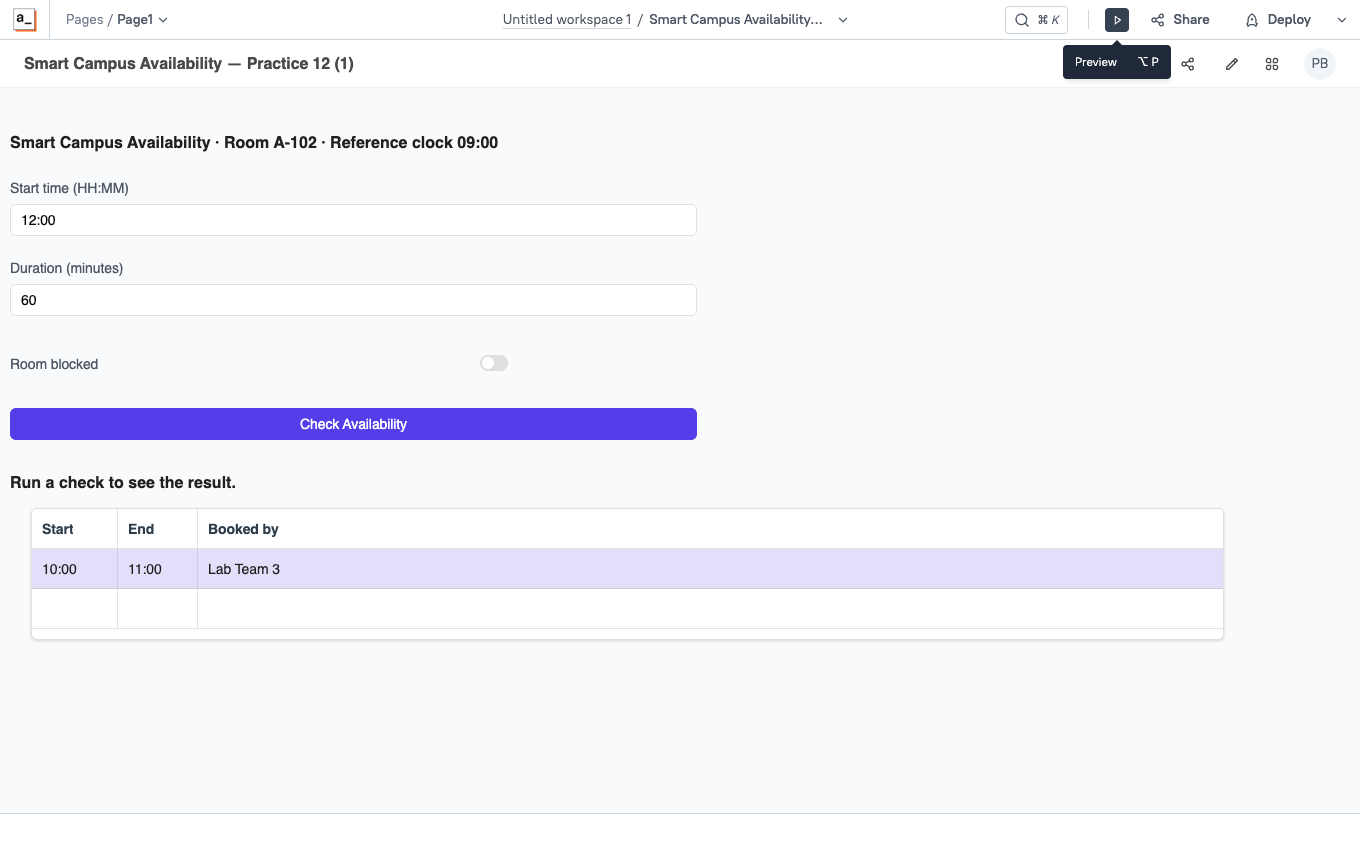 a_ Pages / Page1 Untitled workspace 1 / Smart Campus Availability... ⌘ K Share Deploy
Smart Campus Availability — Practice 12 (1) Preview ⌥ P PB
Smart Campus Availability · Room A-102 · Reference clock 09:00
Start time (HH:MM)
12:00
Duration (minutes)
60
Room blocked
Check Availability
Run a check to see the result.
Start End Booked by
10:00 11:00 Lab Team 3